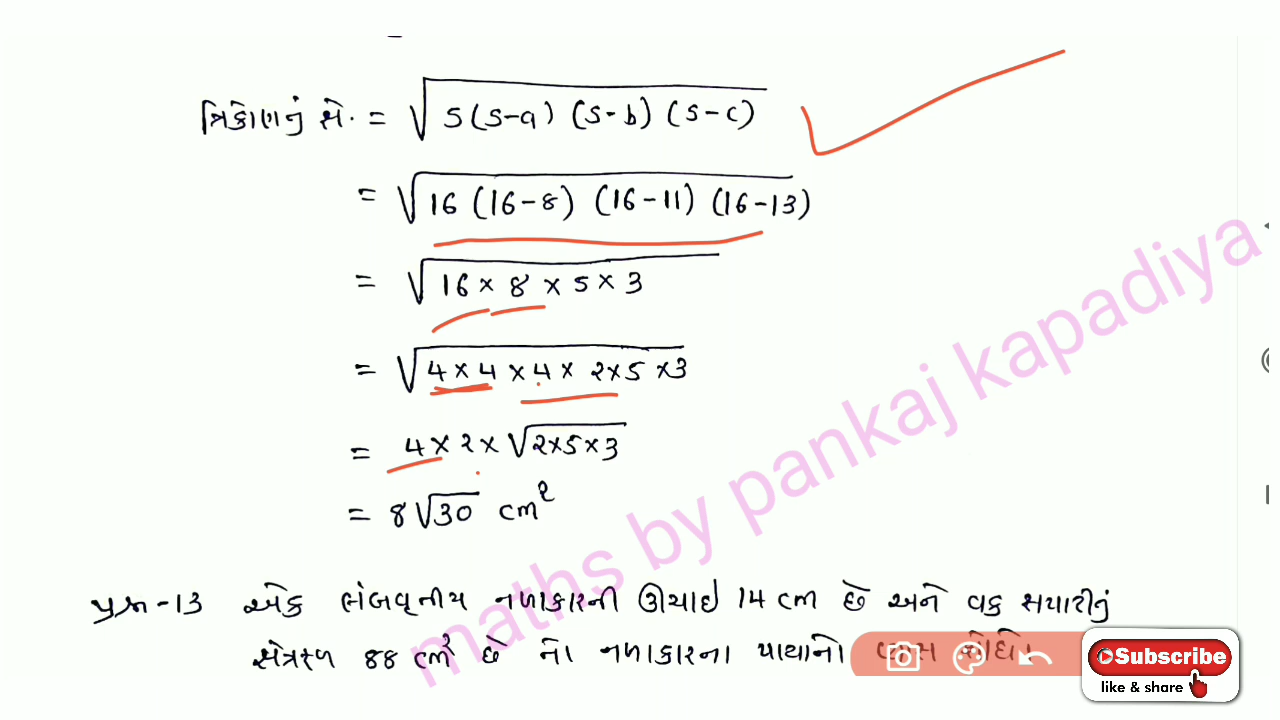 ત્રિકોણનું ક્ષે. = √s(s-a) (s-b) (s-c)
= √16 (16-8) (16-11) (16-13)
= √16 × 8 × 5 × 3
= √4 × 4 × 4 × 2 × 5 × 3
= 4 × 2 × √2×5×3
= 8√30 cm²
પ્રશ્ન-13 એક લંબવૃતીય નળાકારની ઊંચાઇ 14 cm છે અને વક્ર સપાટીનું
ક્ષેત્રફળ 88 cm² છે તો નળાકારના પાયાનો વ્યાસ શોધો.
maths by pankaj kapadiya
Subscribe
like & share